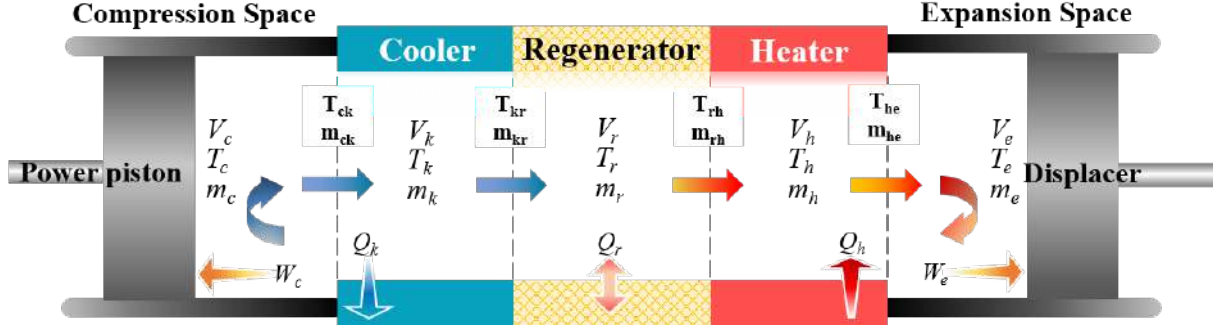 Compression Space
Expansion Space
Cooler
Regenerator
Heater
T_ck
m_ck
T_kr
m_kr
T_rh
m_rh
T_he
m_he
V_c
T_c
m_c
V_k
T_k
m_k
V_r
T_r
m_r
V_h
T_h
m_h
V_e
T_e
m_e
Power piston
Displacer
Q_k
Q_r
Q_h
W_c
W_e